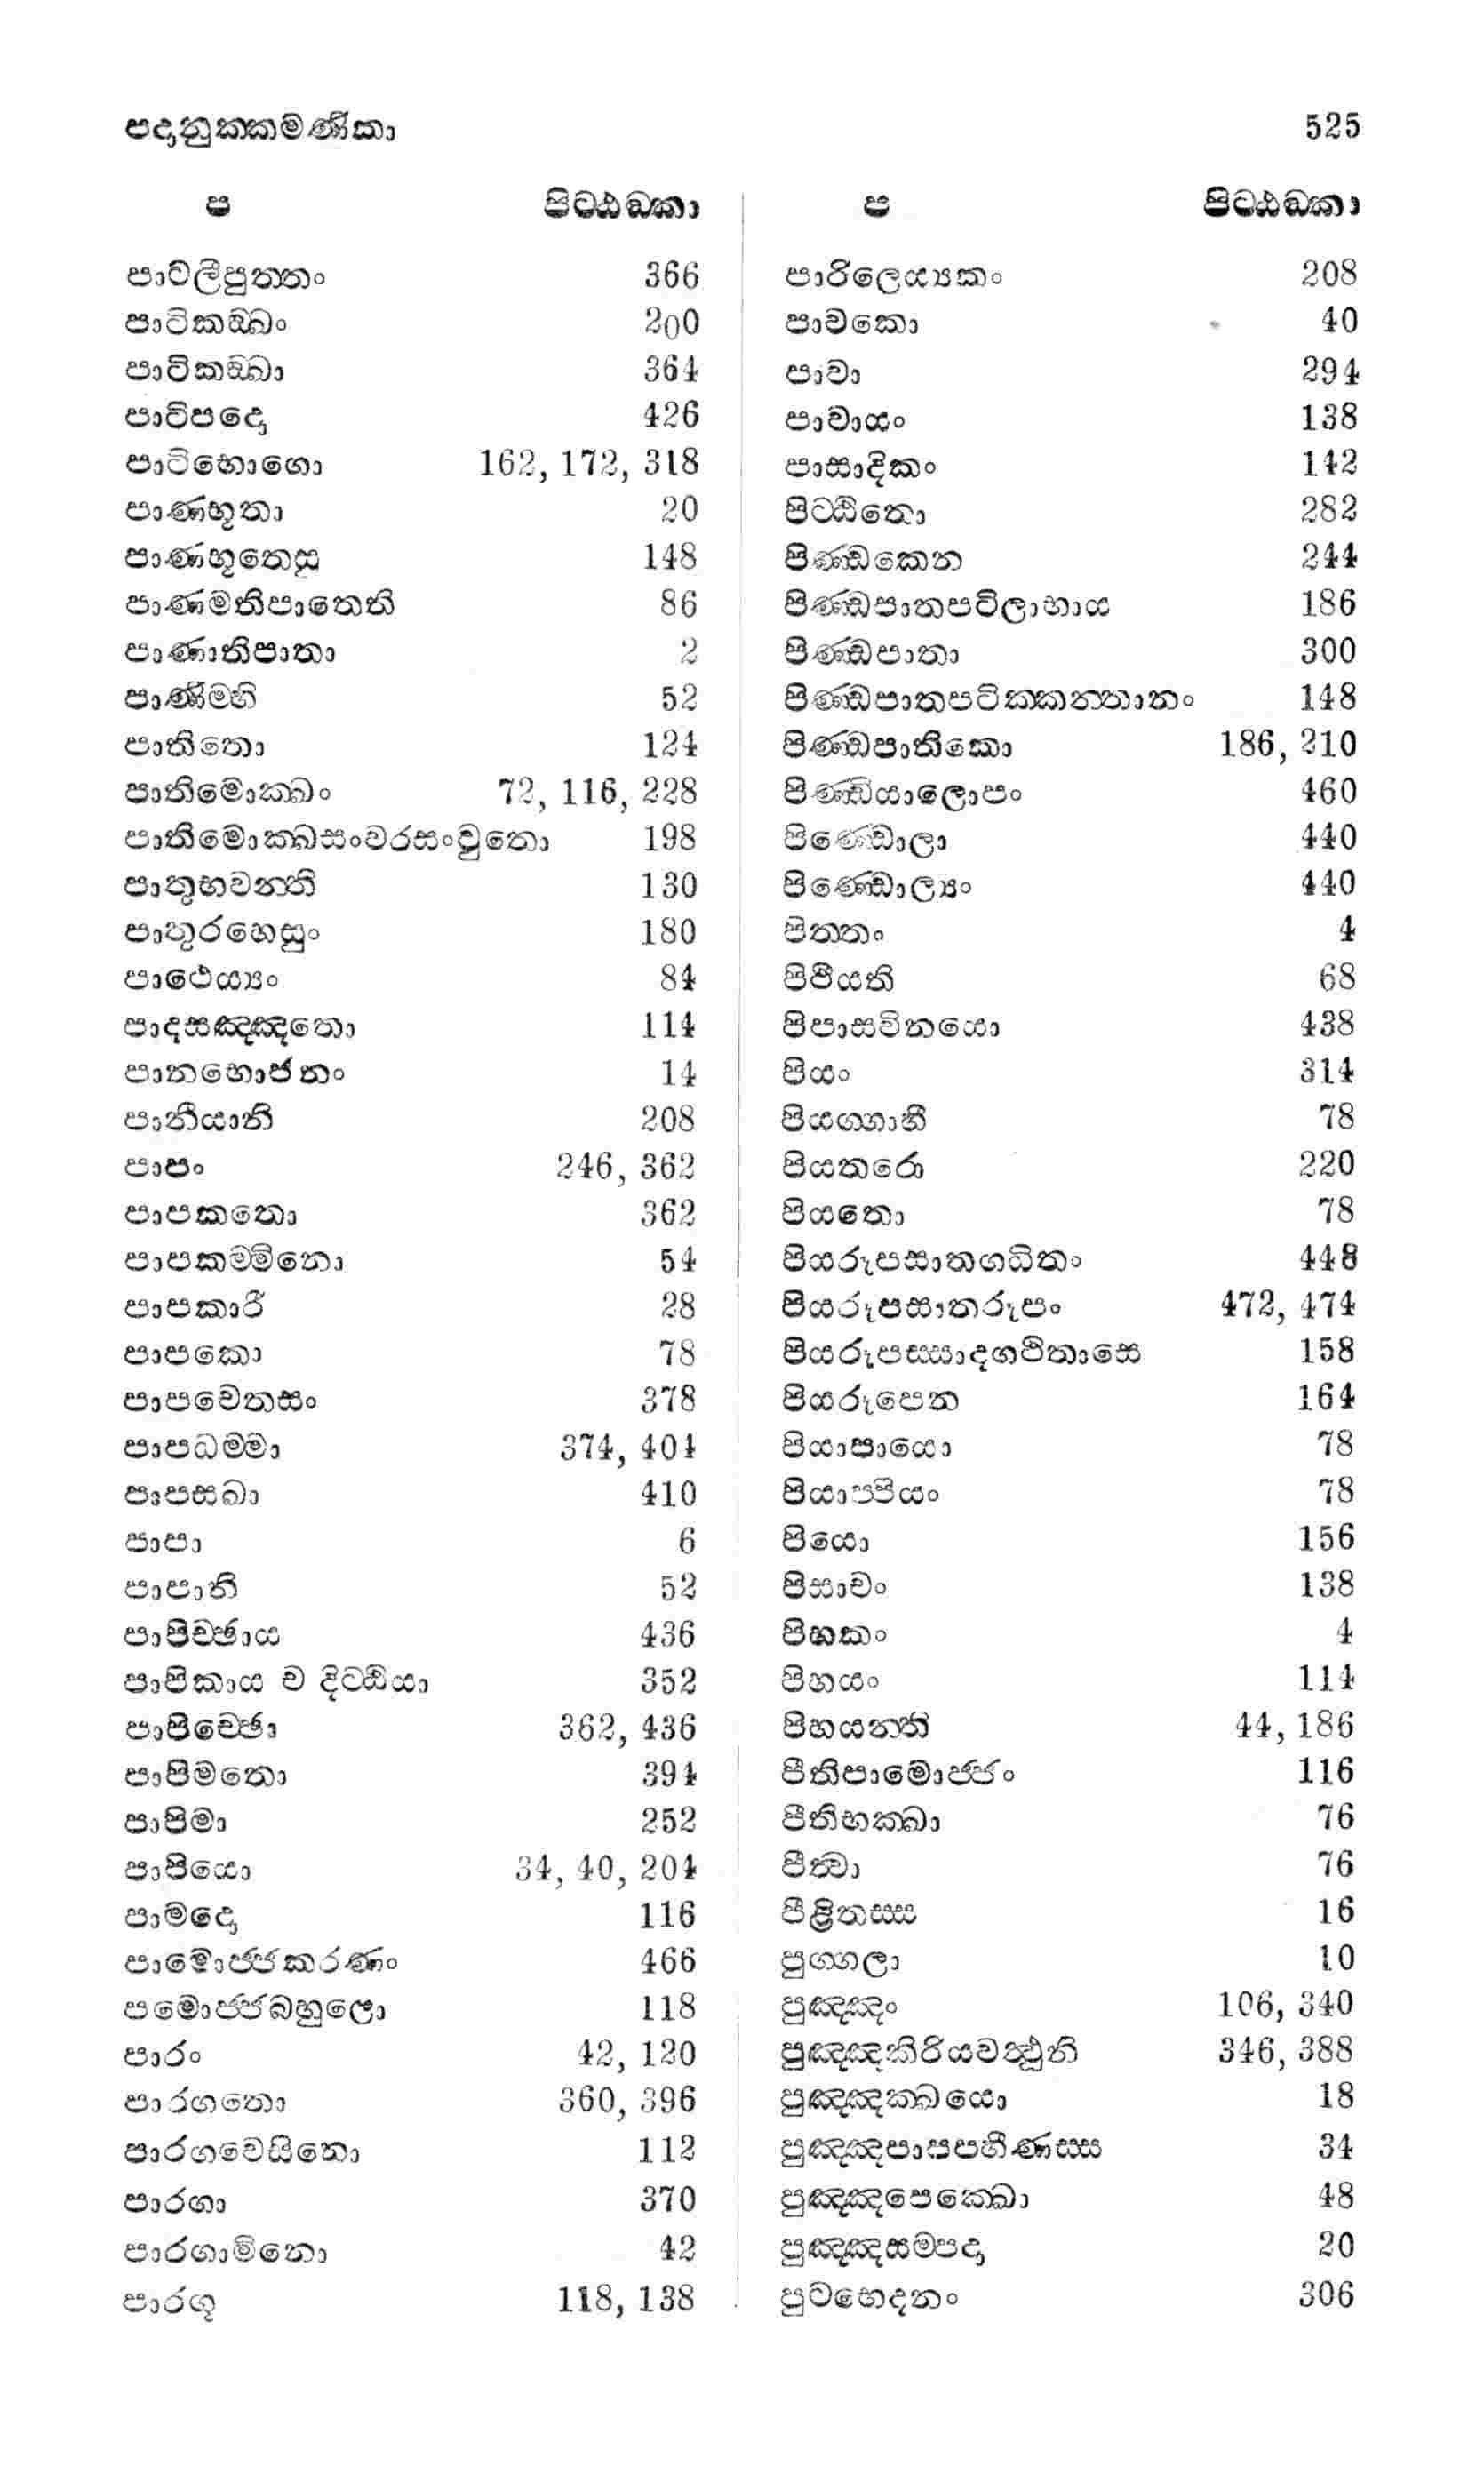 පදානුක්කමණිකා 525
ප පිට්ඨඞ්කා
පාටලීපුත්තං 366
පාටිකඞ්ඛං 200
පාටිකඞ්ඛා 364
පාටිපදො 426
පාටිභොගො 162, 172, 318
පාණභූතා 20
පාණභූතෙසු 148
පාණමතිපාතෙති 86
පාණාතිපාතා 2
පාණිම්හි 52
පාතිතො 124
පාතිමොක්ඛං 72, 116, 228
පාතිමොක්ඛසංවරසංවුතො 198
පාතුභවන්ති 130
පාතුරහෙසුං 180
පාථෙය්‍යං 84
පාදසඤ්ඤතො 114
පානභොජනං 14
පානීයානි 208
පාපං 246, 362
පාපකතො 362
පාපකම්මිනො 54
පාපකාරී 28
පාපකො 78
පාපචෙතසං 378
පාපධම්මා 374, 404
පාපසඛා 410
පාපා 6
පාපානි 52
පාපිච්ඡාය 436
පාපිකාය ච දිට්ඨියා 352
පාපිච්ඡො 362, 436
පාපිමතො 394
පාපිමා 252
පාපියො 34, 40, 204
පාමදො 116
පාමොජ්ජකරණං 466
පමොජ්ජබහුලො 118
පාරං 42, 120
පාරගතො 360, 396
පාරගවෙසිනො 112
පාරගා 370
පාරගාමිනො 42
පාරගූ 118, 138
ප පිට්ඨඞ්කා
පාරිලෙය්‍යකං 208
පාවකො 40
පාවා 294
පාවායං 138
පාසාදිකං 142
පිට්ඨිතො 282
පිණ්ඩකෙන 244
පිණ්ඩපාතපටිලාභාය 186
පිණ්ඩපාතා 300
පිණ්ඩපාතපටික්කන්තානං 148
පිණ්ඩපාතිකො 186, 210
පිණ්ඩියාලොපං 460
පිණ්ඩොලා 440
පිණ්ඩොල්‍යං 440
පිත්තං 4
පිපීයති 68
පිපාසවිනයො 438
පියං 314
පියග්ගාහී 78
පියතරො 220
පියතො 78
පියරූපසාතගධිතං 448
පියරූපසාතරූපං 472, 474
පියරූපස්සාදගථිතාසෙ 158
පියරූපෙන 164
පියාපායො 78
පියාප්පියං 78
පියො 156
පිසාචං 138
පිහකං 4
පිහයං 114
පිහයන්ති 44, 186
පීතිපාමොජ්ජං 116
පීතිභක්ඛා 76
පීත්වා 76
පීළිතස්ස 16
පුග්ගලා 10
පුඤ්ඤං 106, 340
පුඤ්ඤකිරියවත්ථුනි 346, 388
පුඤ්ඤක්ඛයො 18
පුඤ්ඤපාපපහීණස්ස 34
පුඤ්ඤපෙක්ඛො 48
පුඤ්ඤසම්පදා 20
පුටභෙදනං 306